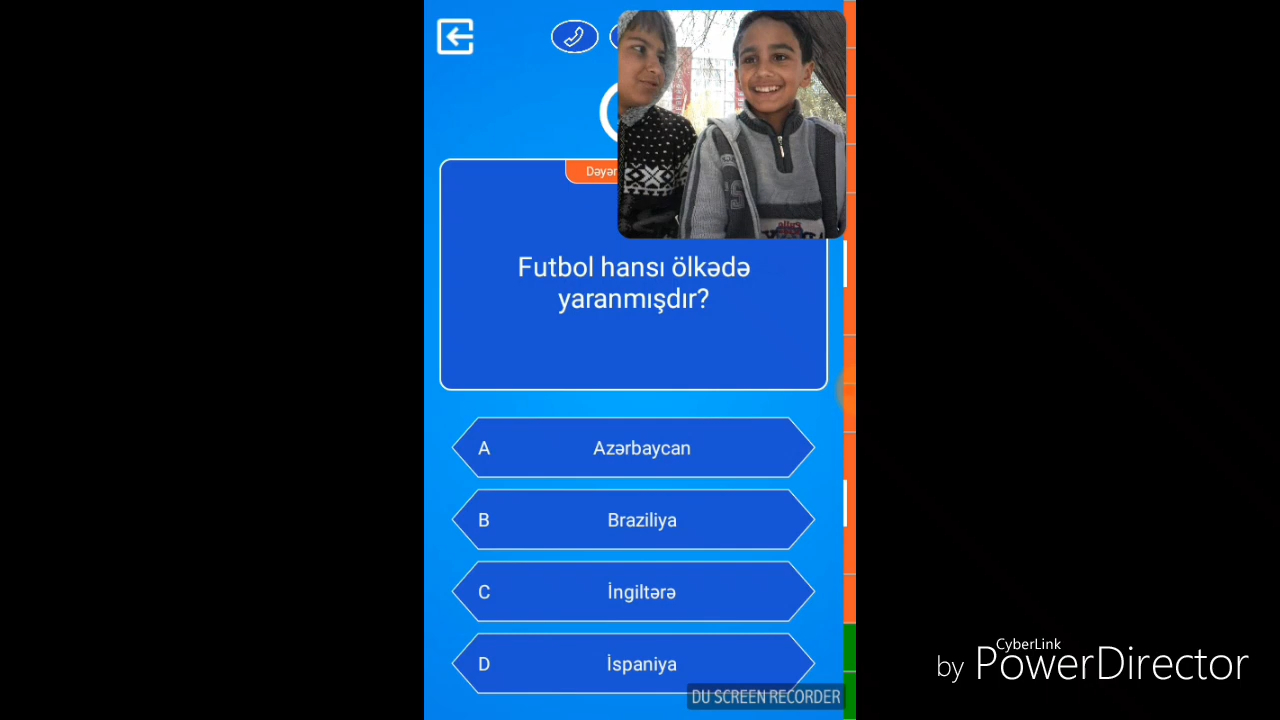 Futbol hansı ölkədə
yaranmışdır?
A Azərbaycan
B Braziliya
C İngiltərə
D İspaniya
DU SCREEN RECORDER
by CyberLink PowerDirector